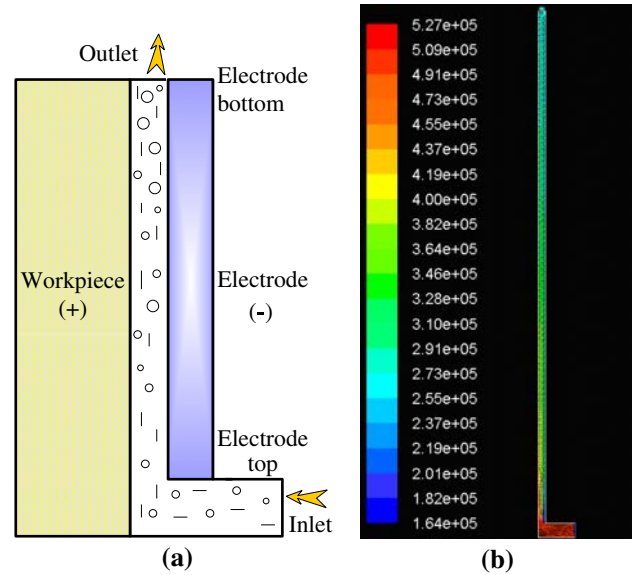 Outlet
Electrode
bottom
Workpiece
(+)
Electrode
(-)
Electrode
top
Inlet
(a)
5.27e+05
5.09e+05
4.91e+05
4.73e+05
4.55e+05
4.37e+05
4.19e+05
4.00e+05
3.82e+05
3.64e+05
3.46e+05
3.28e+05
3.10e+05
2.91e+05
2.73e+05
2.55e+05
2.37e+05
2.19e+05
2.01e+05
1.82e+05
1.64e+05
(b)